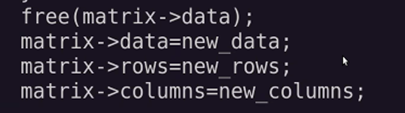 free(matrix->data);
matrix->data=new_data;
matrix->rows=new_rows;
matrix->columns=new_columns;